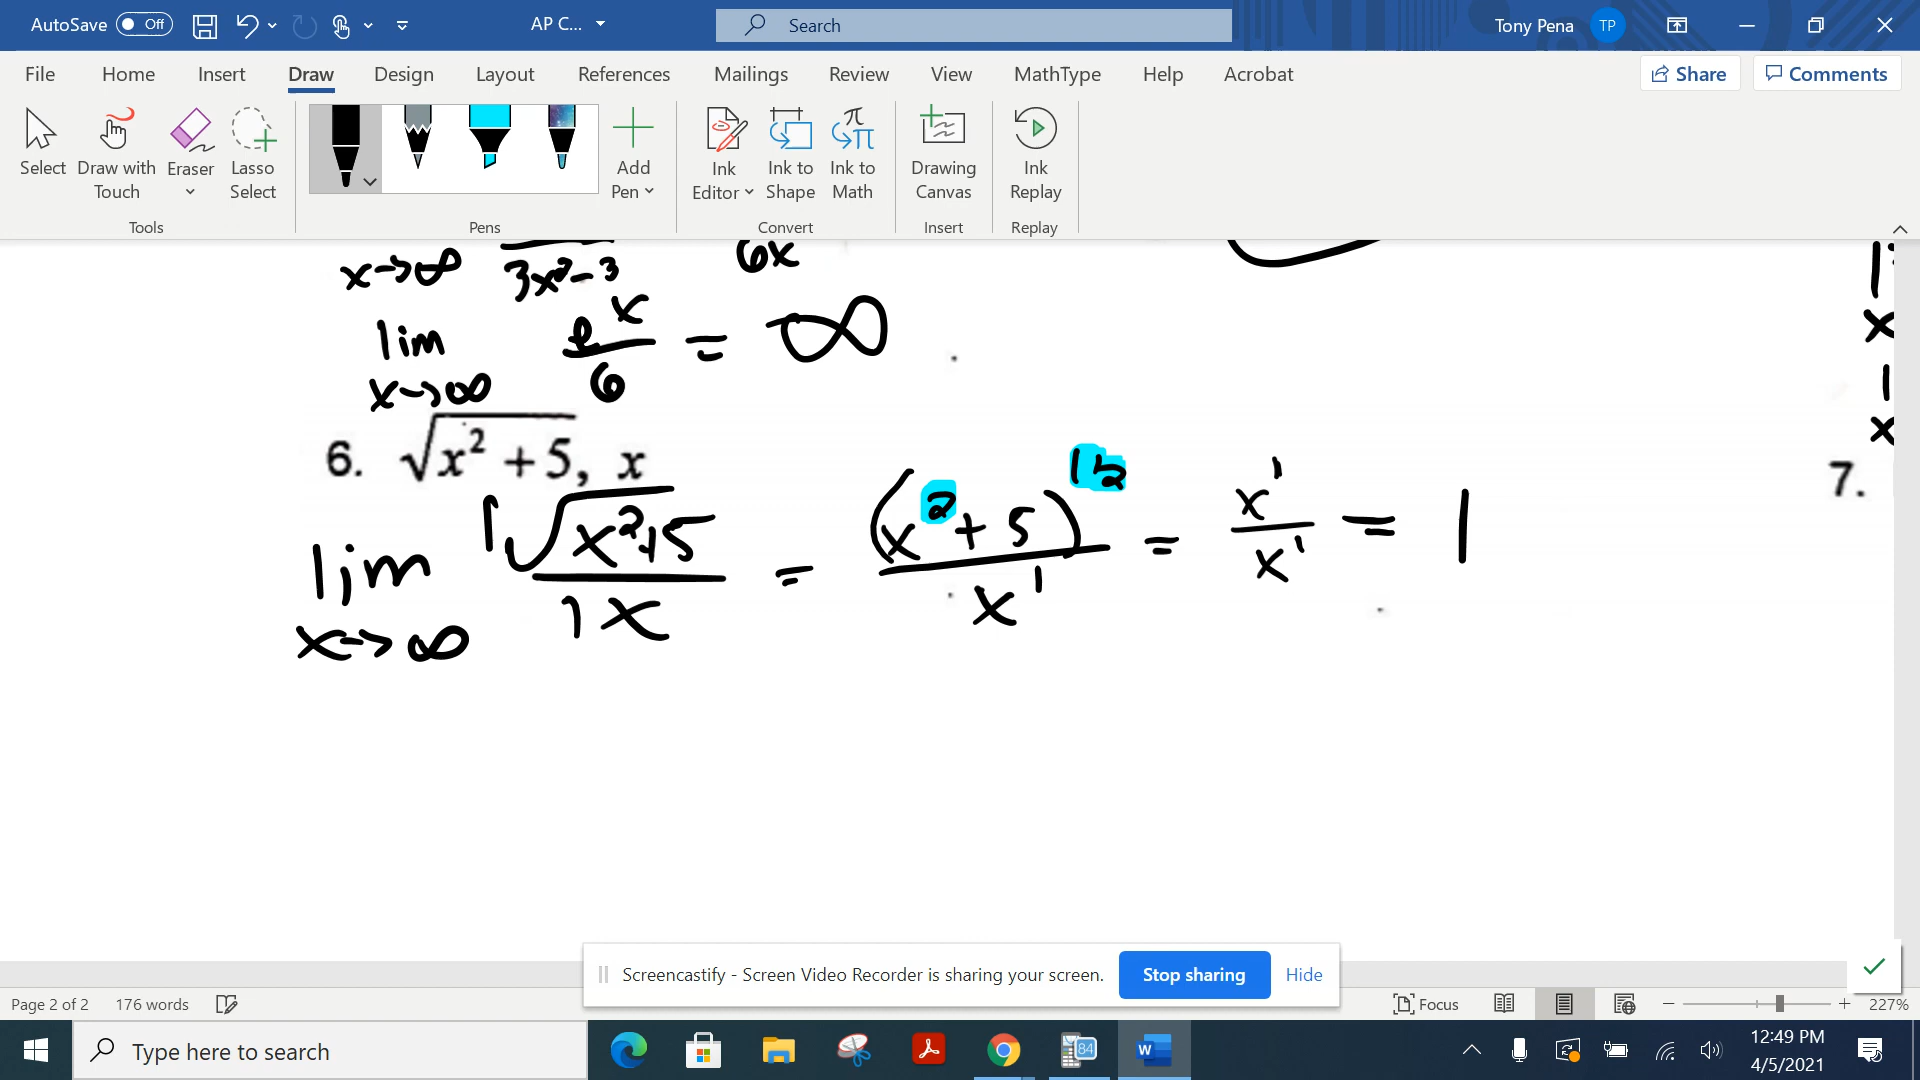 AutoSave Off AP C... Search Tony Pena TP
File Home Insert Draw Design Layout References Mailings Review View MathType Help Acrobat Share Comments
Select Draw with Touch Eraser Lasso Select Add Pen Ink Editor Ink to Shape Ink to Math Drawing Canvas Ink Replay
Tools Pens Convert Insert Replay
x→∞ 3x²-3 6x
lim x→∞ e^x/6 = ∞
6. √(x² + 5), x
7.
lim x→∞ 1√(x²+5)/1x = (x² + 5)^(1/2)/x^1 = x^1/x^1 = 1
Screencastify - Screen Video Recorder is sharing your screen. Stop sharing Hide
Page 2 of 2 176 words Focus 227%
Type here to search 84 12:49 PM
4/5/2021